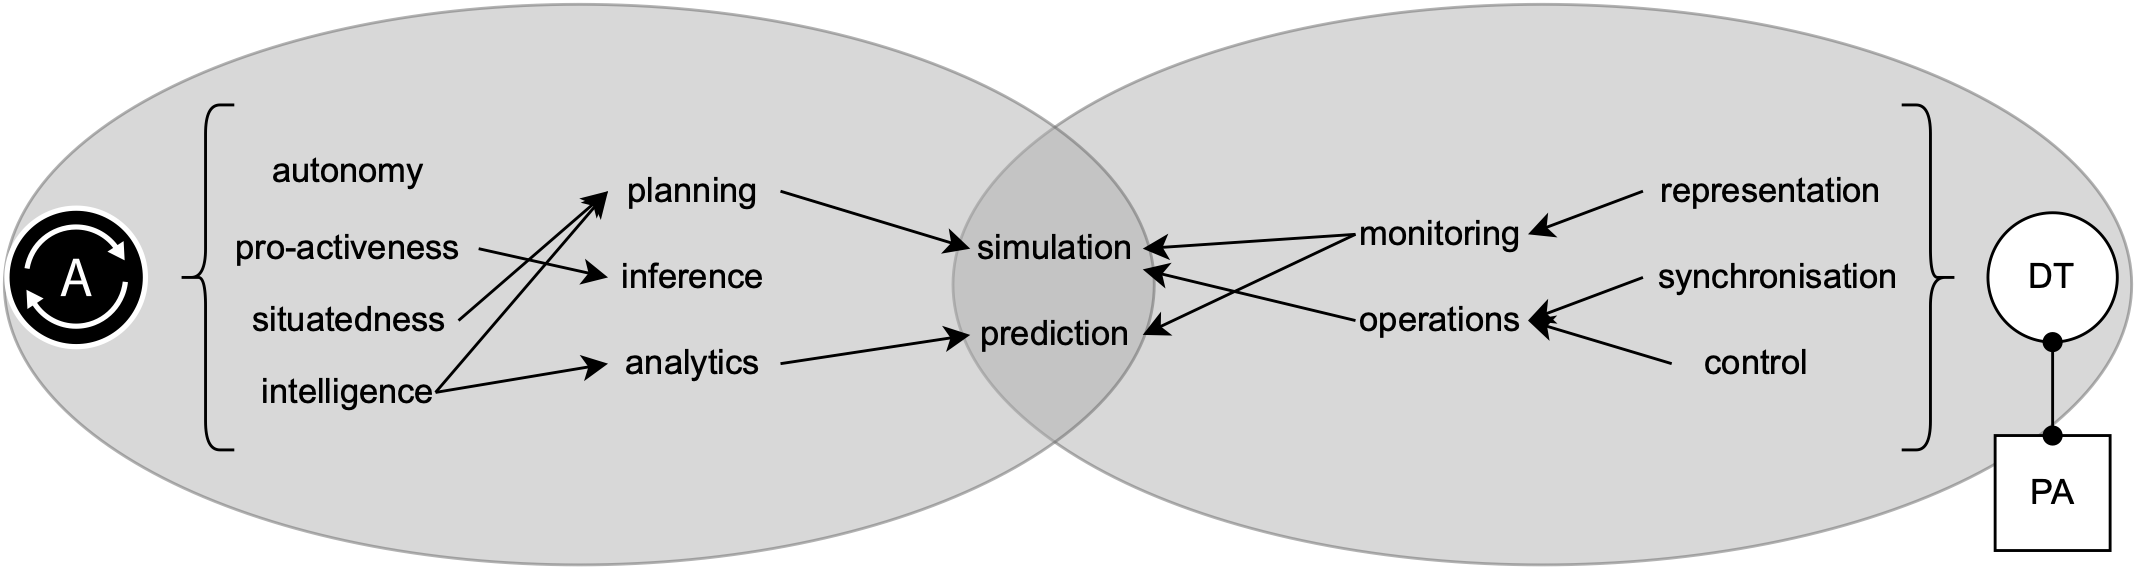 A
autonomy
pro-activeness
situatedness
intelligence
planning
inference
analytics
simulation
prediction
monitoring
operations
representation
synchronisation
control
DT
PA